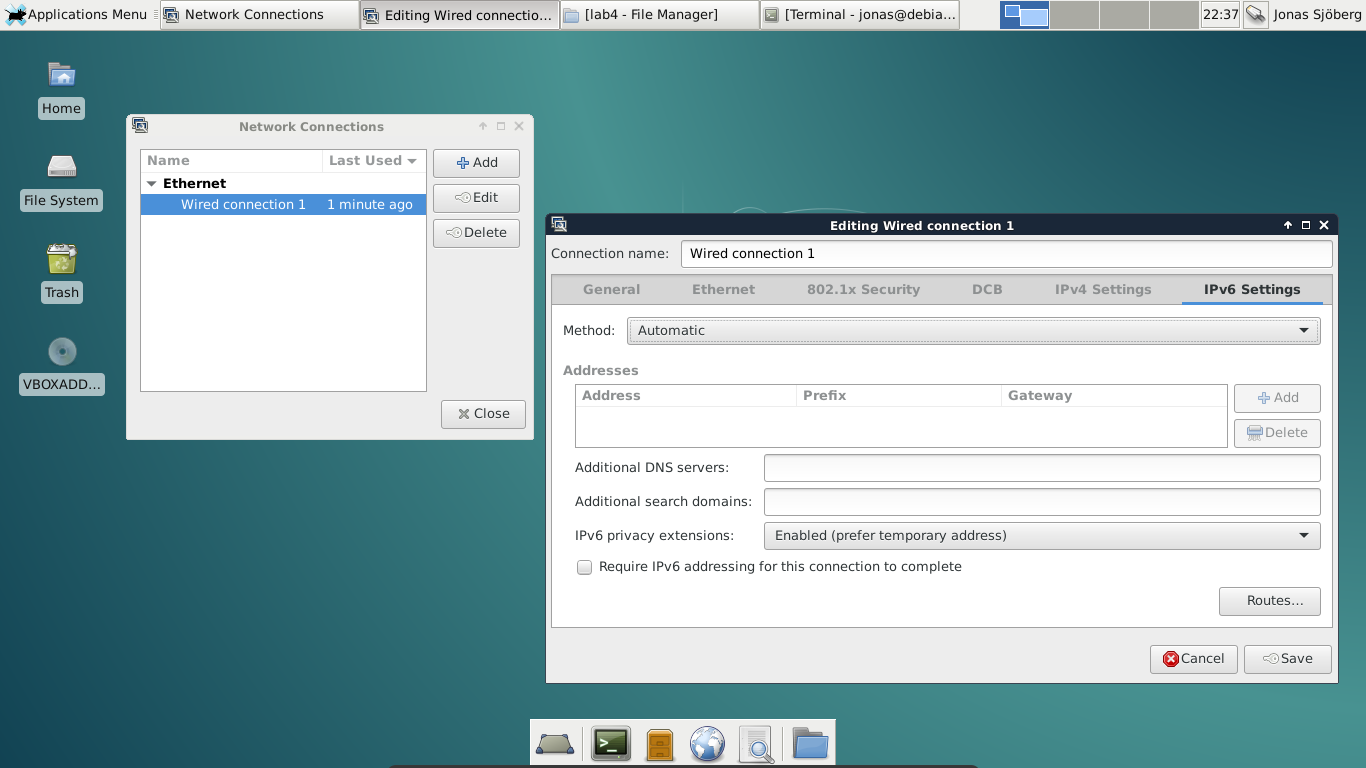 Applications Menu
Network Connections
Editing Wired connectio...
[lab4 - File Manager]
[Terminal - jonas@debia...
22:37
Jonas Sjöberg
Home
File System
Trash
VBOXADD...
Network Connections
Name Last Used
Ethernet
Wired connection 1 1 minute ago
Add
Edit
Delete
Close
Editing Wired connection 1
Connection name: Wired connection 1
General Ethernet 802.1x Security DCB IPv4 Settings IPv6 Settings
Method: Automatic
Addresses
Address Prefix Gateway
Add
Delete
Additional DNS servers:
Additional search domains:
IPv6 privacy extensions: Enabled (prefer temporary address)
Require IPv6 addressing for this connection to complete
Routes...
Cancel Save